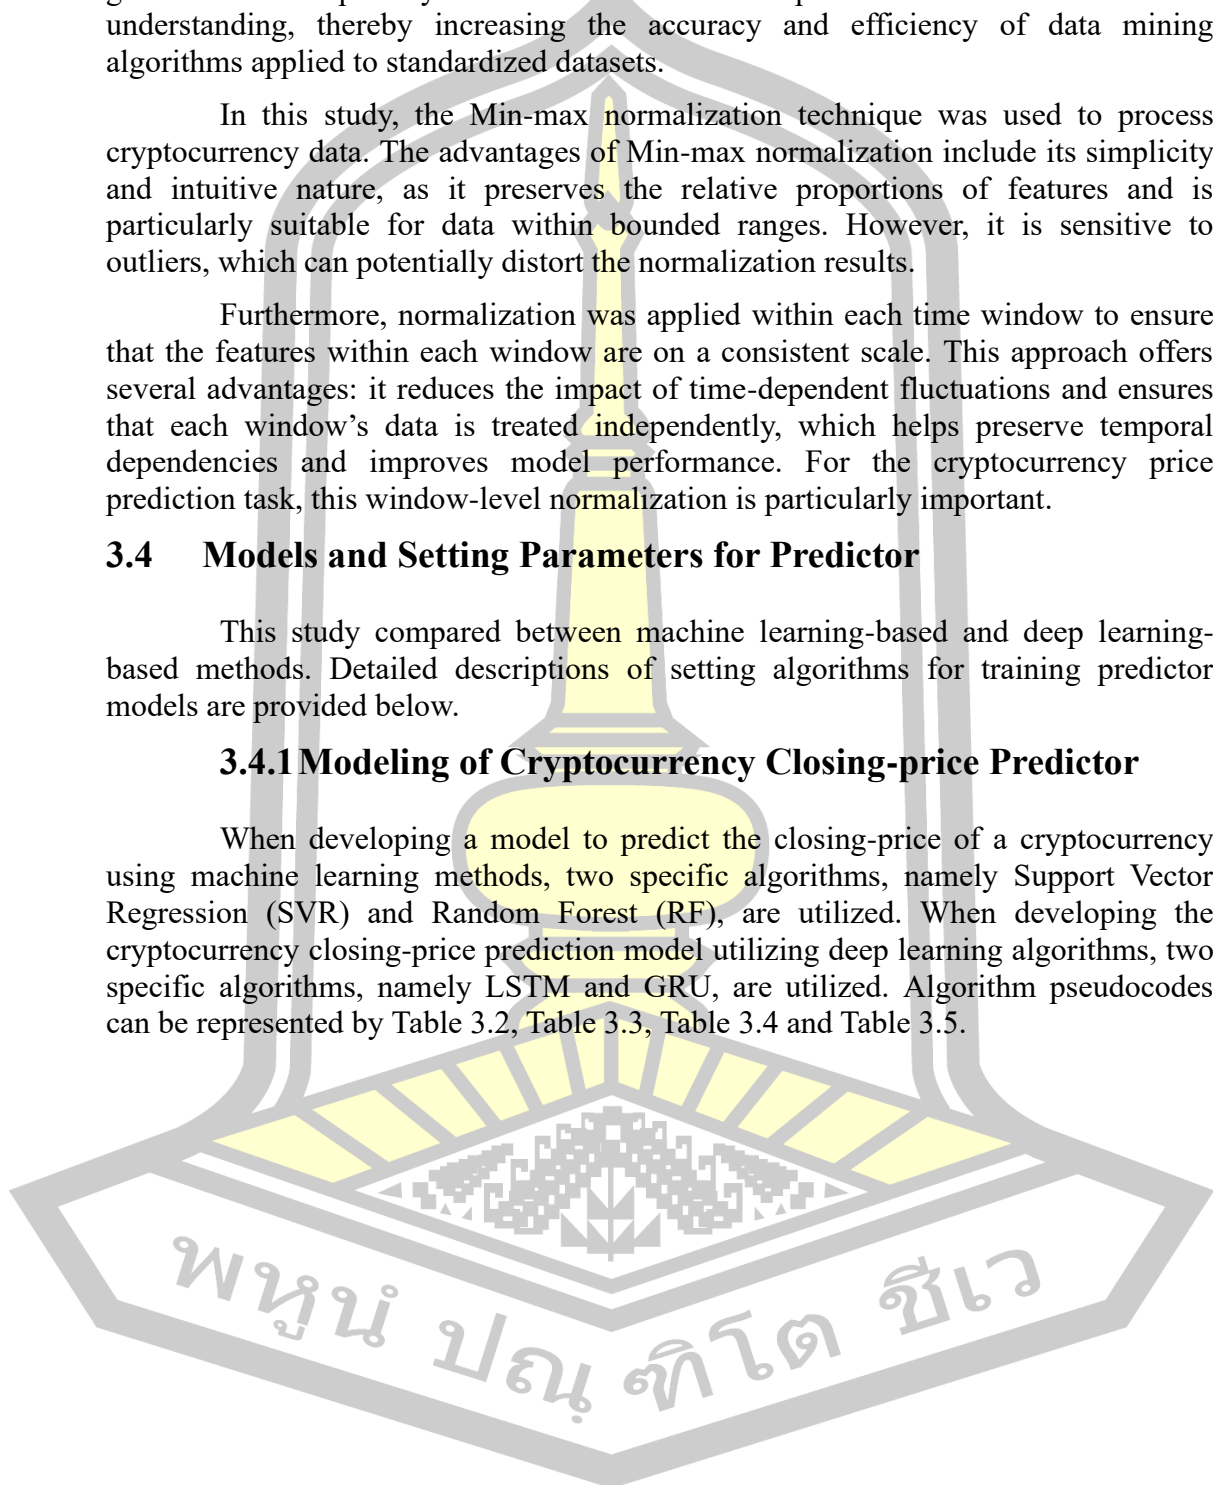 understanding, thereby increasing the accuracy and efficiency of data mining
algorithms applied to standardized datasets.
In this study, the Min-max normalization technique was used to process
cryptocurrency data. The advantages of Min-max normalization include its simplicity
and intuitive nature, as it preserves the relative proportions of features and is
particularly suitable for data within bounded ranges. However, it is sensitive to
outliers, which can potentially distort the normalization results.
Furthermore, normalization was applied within each time window to ensure
that the features within each window are on a consistent scale. This approach offers
several advantages: it reduces the impact of time-dependent fluctuations and ensures
that each window’s data is treated independently, which helps preserve temporal
dependencies and improves model performance. For the cryptocurrency price
prediction task, this window-level normalization is particularly important.
3.4 Models and Setting Parameters for Predictor
This study compared between machine learning-based and deep learning-
based methods. Detailed descriptions of setting algorithms for training predictor
models are provided below.
3.4.1 Modeling of Cryptocurrency Closing-price Predictor
When developing a model to predict the closing-price of a cryptocurrency
using machine learning methods, two specific algorithms, namely Support Vector
Regression (SVR) and Random Forest (RF), are utilized. When developing the
cryptocurrency closing-price prediction model utilizing deep learning algorithms, two
specific algorithms, namely LSTM and GRU, are utilized. Algorithm pseudocodes
can be represented by Table 3.2, Table 3.3, Table 3.4 and Table 3.5.
พหูนํ ปณฺฑิโต ชีเว